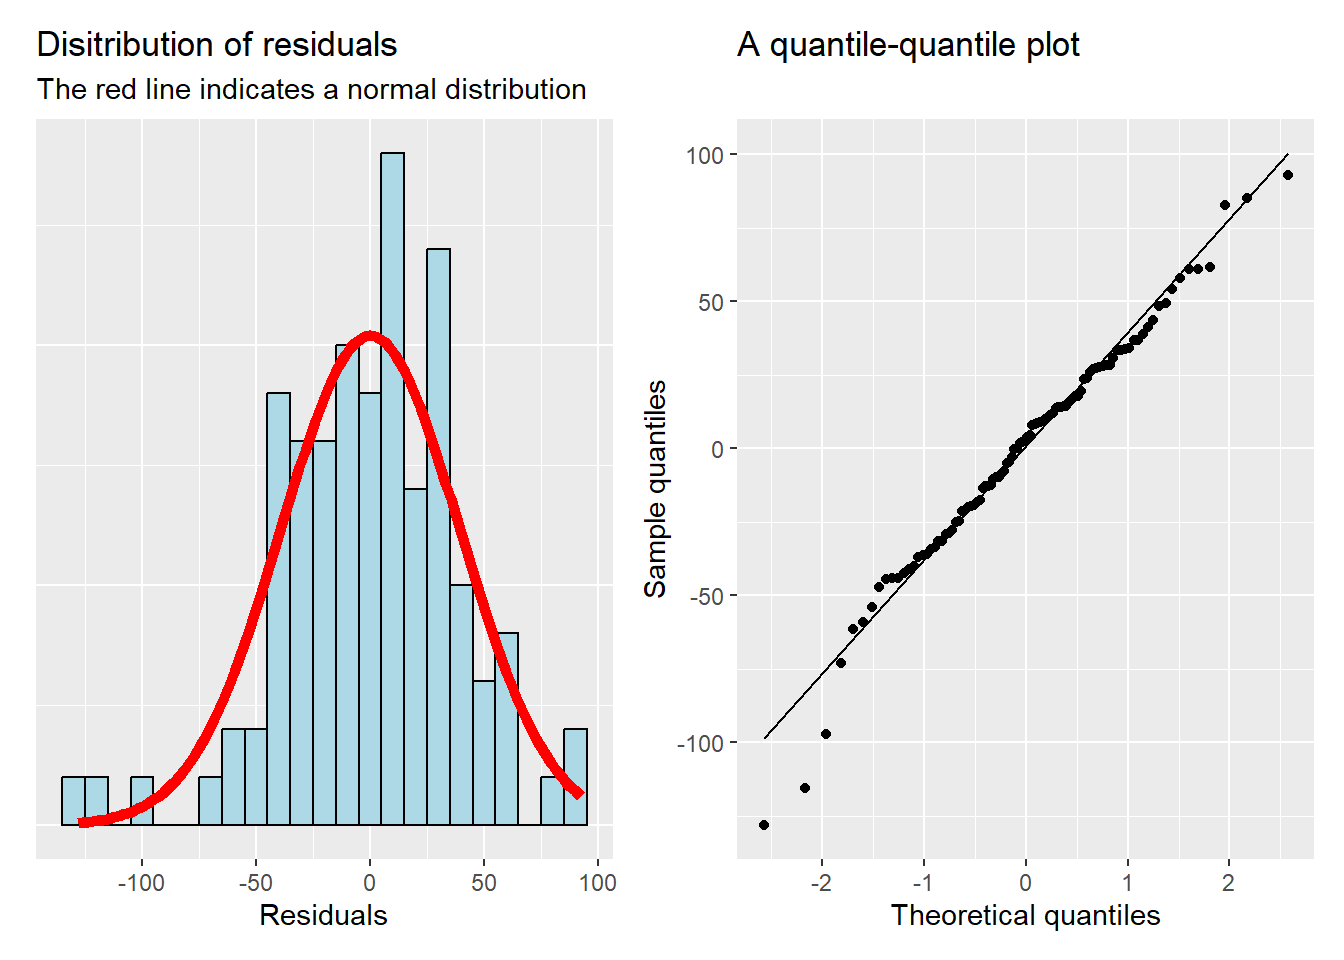 Disitribution of residuals
The red line indicates a normal distribution
-100
-50
0
50
100
Residuals
A quantile-quantile plot
100
50
0
-50
-100
Sample quantiles
-2
-1
0
1
2
Theoretical quantiles